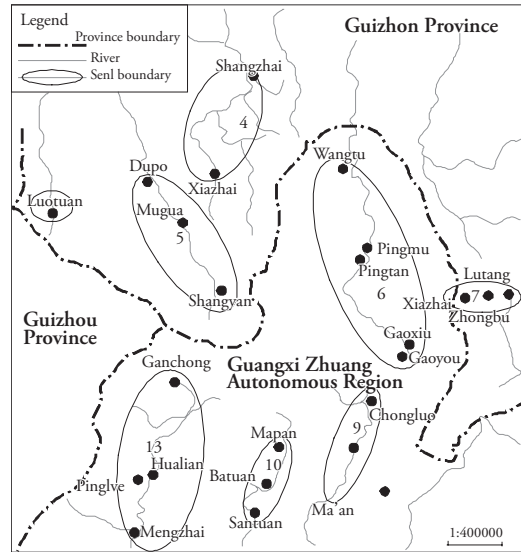 Legend
Province boundary
River
Senl boundary
Guizhon Province
Shangzhai
4
Xiazhai
Wangtu
Dupo
Luotuan
Mugua
5
Shangyan
Pingmu
Pingtan
6
Lutang
Xiazhai
7
Zhongbu
Gaoxiu
Gaoyou
Guizhou
Province
Ganchong
Guangxi Zhuang
Autonomous Region
Chongluo
9
Mapan
10
Batuan
Santuan
Ma'an
13
Hualian
Pinglve
Mengzhai
1:400000